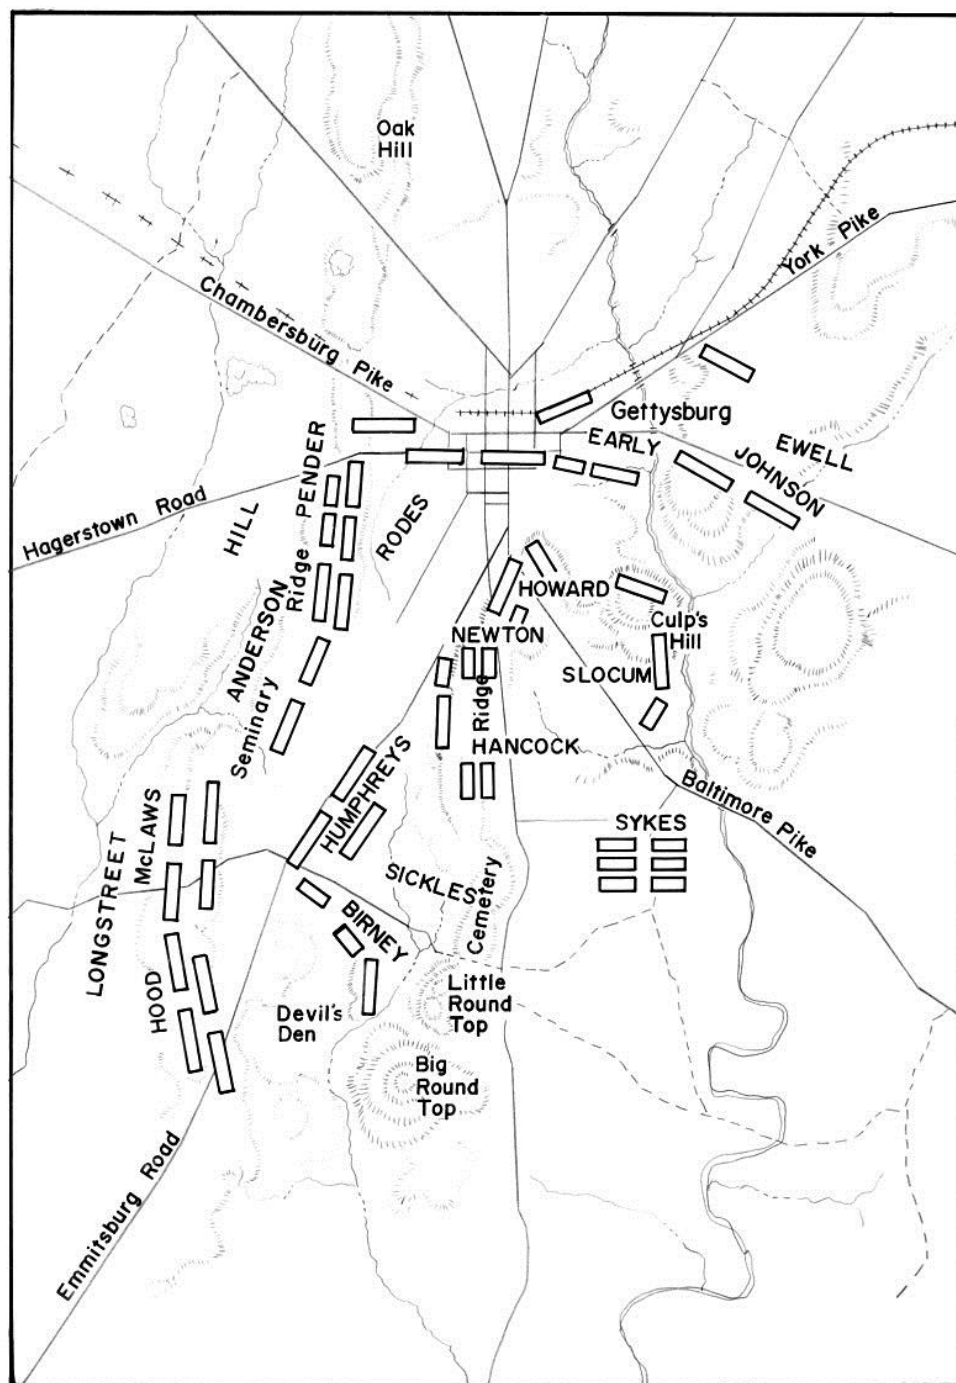 Oak
Hill
York Pike
Chambersburg Pike
Gettysburg
EARLY
EWELL
JOHNSON
PENDER
Hagerstown Road
HILL
RODES
Ridge
HOWARD
ANDERSON
Culp's
Hill
NEWTON
SLOCUM
Seminary
Ridge
HANCOCK
HUMPHREYS
Baltimore Pike
McLAWS
SYKES
LONGSTREET
SICKLES
Cemetery
BIRNEY
HOOD
Devil's
Den
Little
Round
Top
Big
Round
Top
Emmitsburg Road